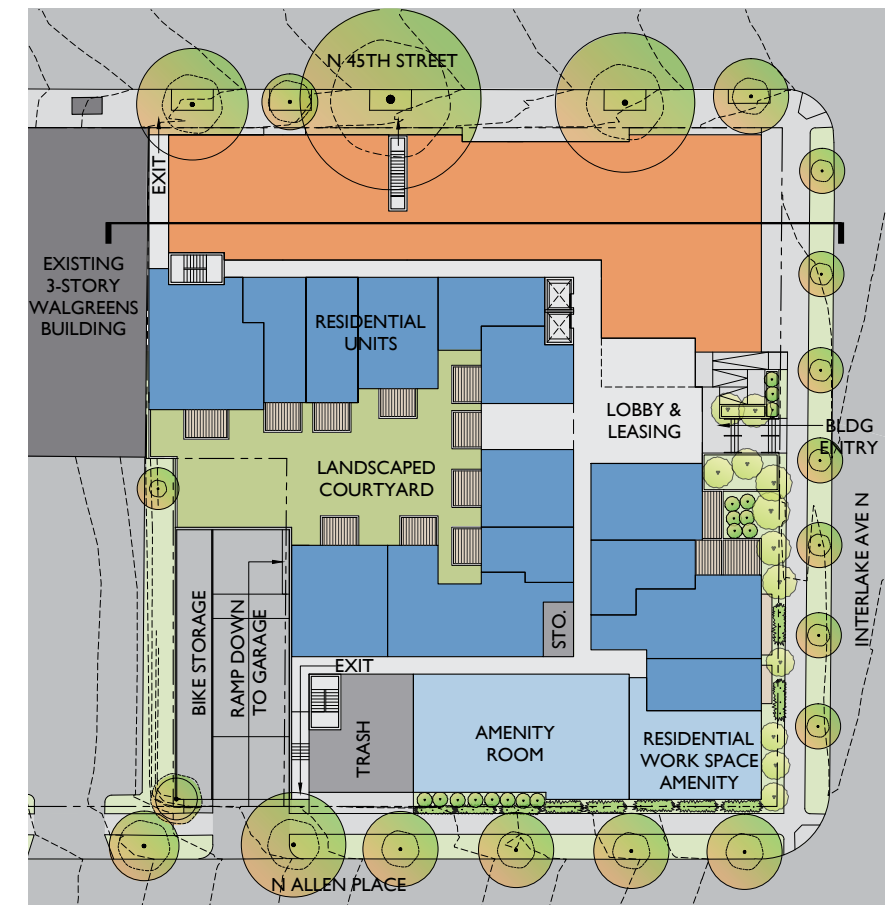 N 45TH STREET
EXIT
EXISTING
3-STORY
WALGREENS
BUILDING
RESIDENTIAL
UNITS
LOBBY &
LEASING
BLDG
ENTRY
LANDSCAPED
COURTYARD
INTERLAKE AVE N
BIKE STORAGE
RAMP DOWN
TO GARAGE
STO.
EXIT
TRASH
AMENITY
ROOM
RESIDENTIAL
WORK SPACE
AMENITY
N ALLEN PLACE